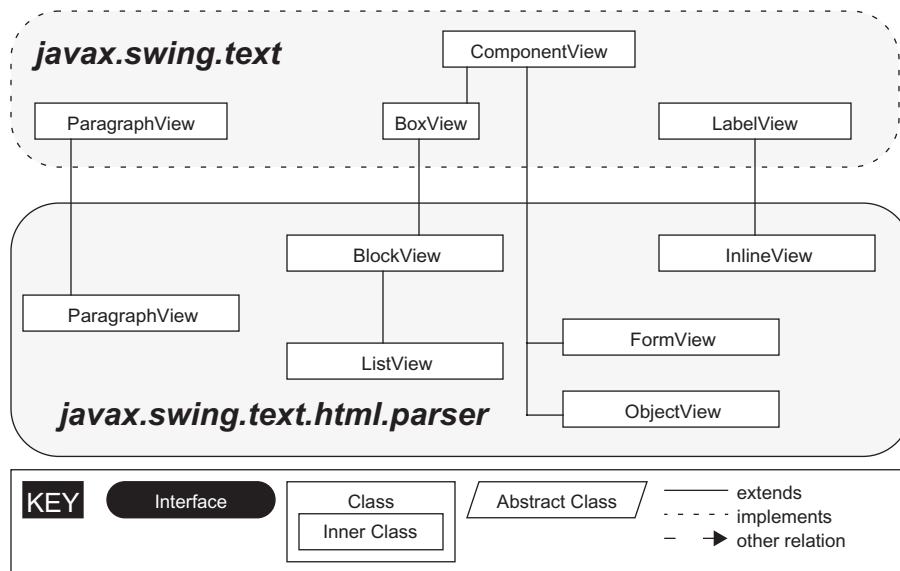 javax.swing.text
ComponentView
ParagraphView
BoxView
LabelView
BlockView
InlineView
ParagraphView
FormView
ListView
ObjectView
javax.swing.text.html.parser
KEY
Interface
Class
Inner Class
Abstract Class
extends
implements
other relation